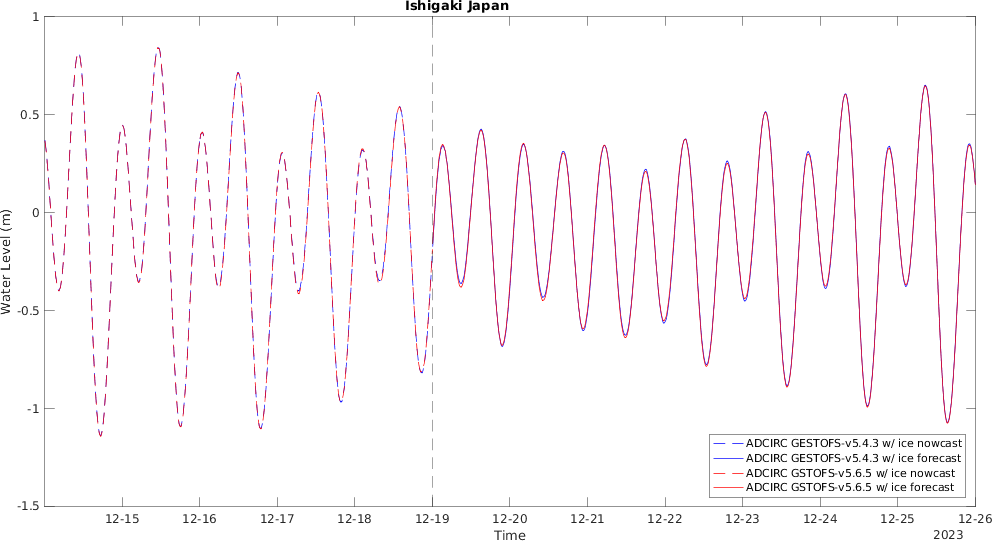 Ishigaki Japan
1
0.5
0
-0.5
-1
-1.5
Water Level (m)
12-15 12-16 12-17 12-18 12-19 12-20 12-21 12-22 12-23 12-24 12-25 12-26
Time
2023
ADCIRC GESTOFS-v5.4.3 w/ ice nowcast
ADCIRC GESTOFS-v5.4.3 w/ ice forecast
ADCIRC GSTOFS-v5.6.5 w/ ice nowcast
ADCIRC GSTOFS-v5.6.5 w/ ice forecast